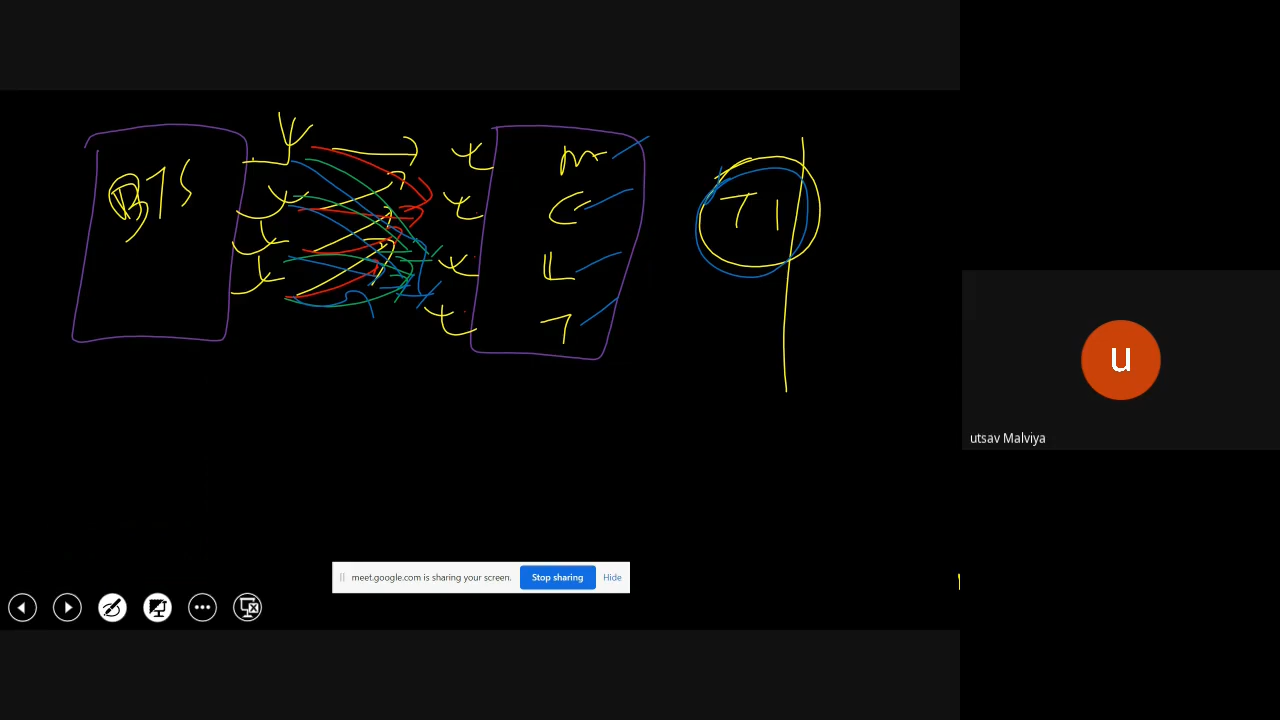 BTS
M
C
L
T
T1
u
utsav Malviya
meet.google.com is sharing your screen. Stop sharing Hide